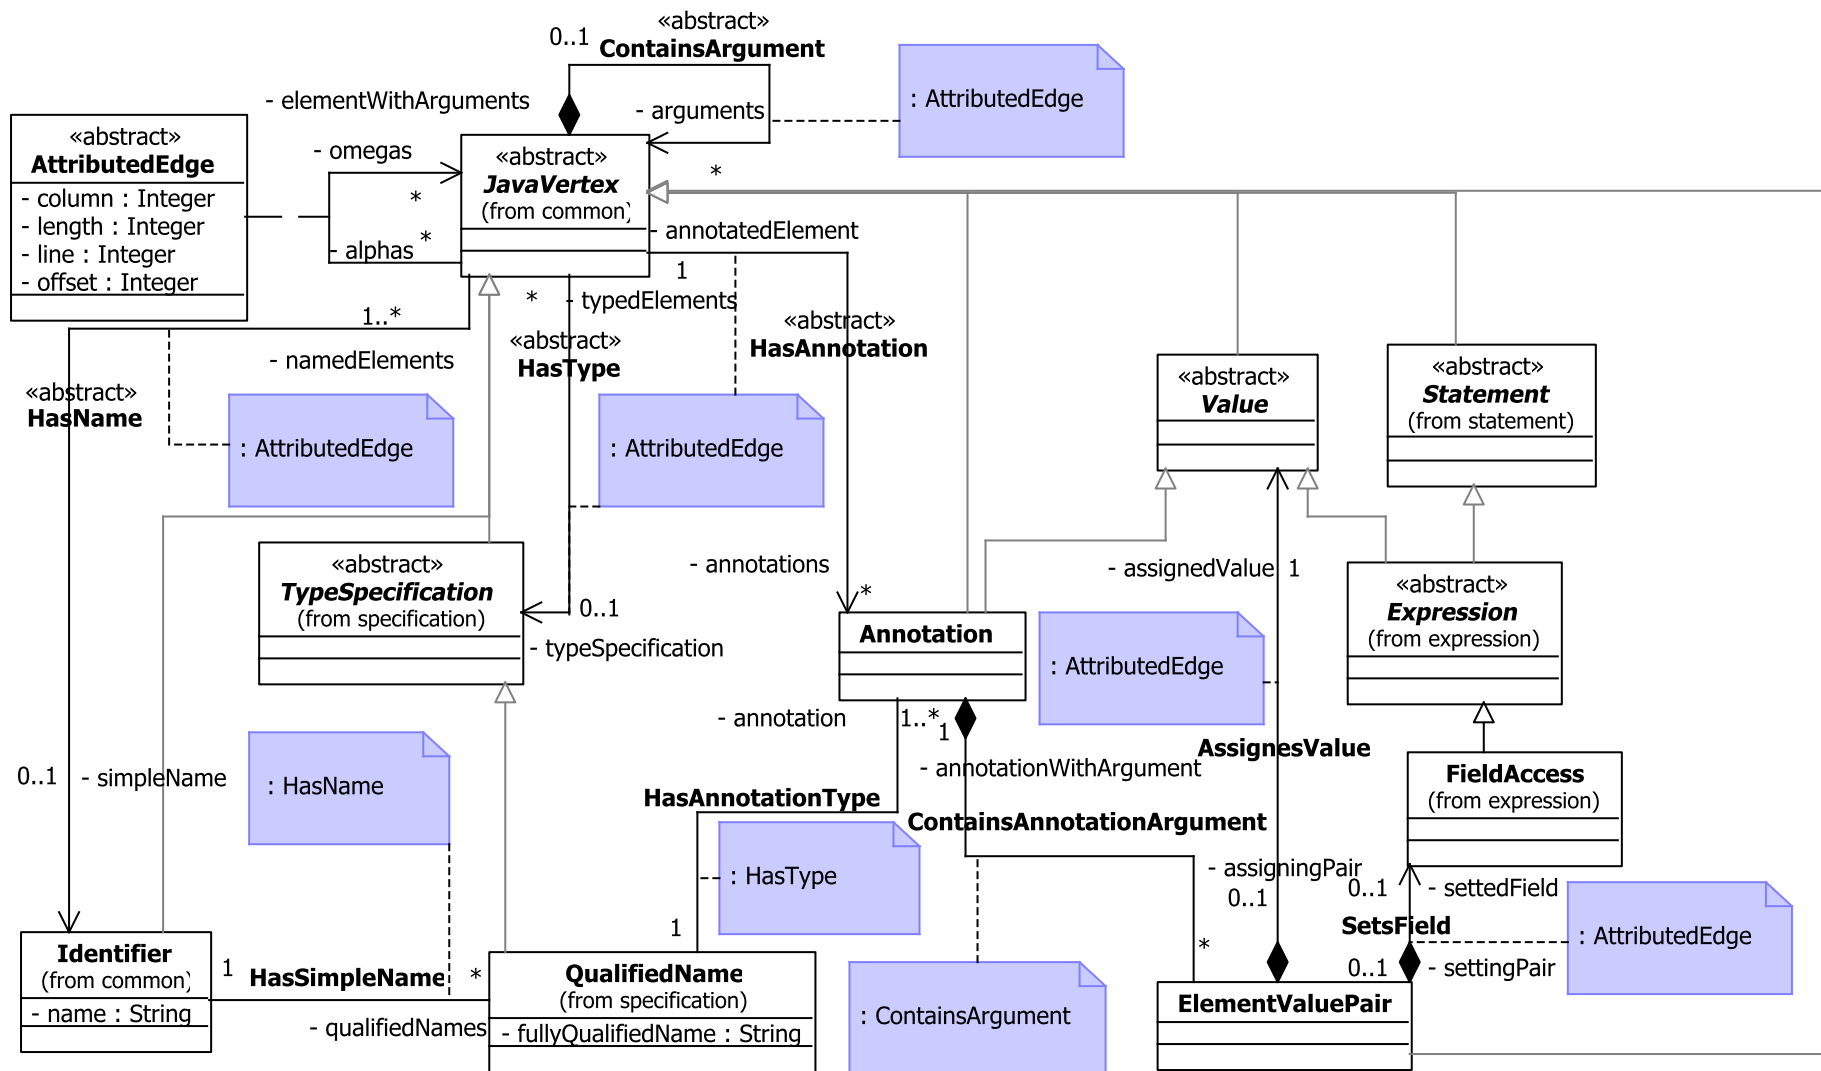 «abstract»
0..1
ContainsArgument
- elementWithArguments
- arguments
: AttributedEdge
«abstract»
AttributedEdge
- column : Integer
- length : Integer
- line : Integer
- offset : Integer
- omegas
*
*
- alphas
«abstract»
JavaVertex
(from common)
*
- annotatedElement
1
1..*
- namedElements
*
- typedElements
«abstract»
HasType
«abstract»
HasAnnotation
«abstract»
HasName
: AttributedEdge
: AttributedEdge
«abstract»
Value
«abstract»
Statement
(from statement)
«abstract»
TypeSpecification
(from specification)
0..1
- typeSpecification
- annotations
*
- assignedValue
1
«abstract»
Expression
(from expression)
Annotation
: AttributedEdge
- annotation
1..*
1
- annotationWithArgument
AssignesValue
0..1
- simpleName
: HasName
HasAnnotationType
ContainsAnnotationArgument
FieldAccess
(from expression)
: HasType
- assigningPair
0..1
0..1
- settedField
SetsField
: AttributedEdge
0..1
- settingPair
1
*
Identifier
(from common)
- name : String
1
HasSimpleName
*
- qualifiedNames
QualifiedName
(from specification)
- fullyQualifiedName : String
: ContainsArgument
ElementValuePair